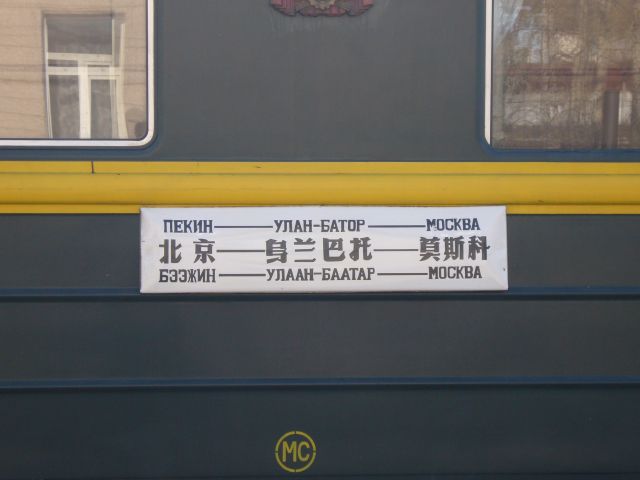 ПЕКИН——УЛАН-БАТОР——МОСКВА
北京——乌兰巴托——莫斯科
БЭЭЖИН——УЛААН-БААТАР——МОСКВА
МС